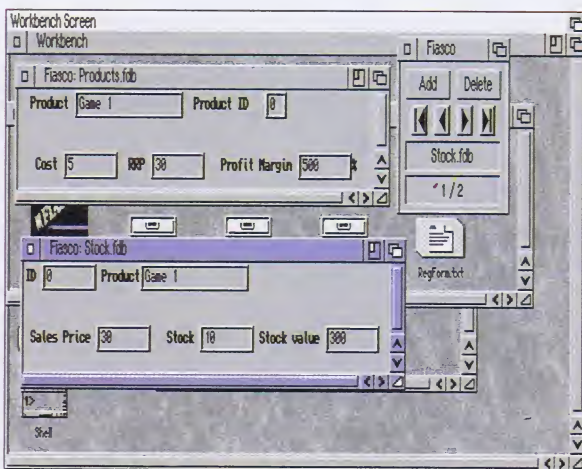 Workbench Screen
Workbench
Fiasco: Products.fdb
Product Game 1 Product ID 0
Cost 5 RRP 30 Profit Margin 500 %
Fiasco
Add Delete
Stock.fdb
1/2
Fiasco: Stock.fdb
ID 0 Product Game 1
Sales Price 30 Stock 10 Stock value 300
RegForm.txt
1>
Shell